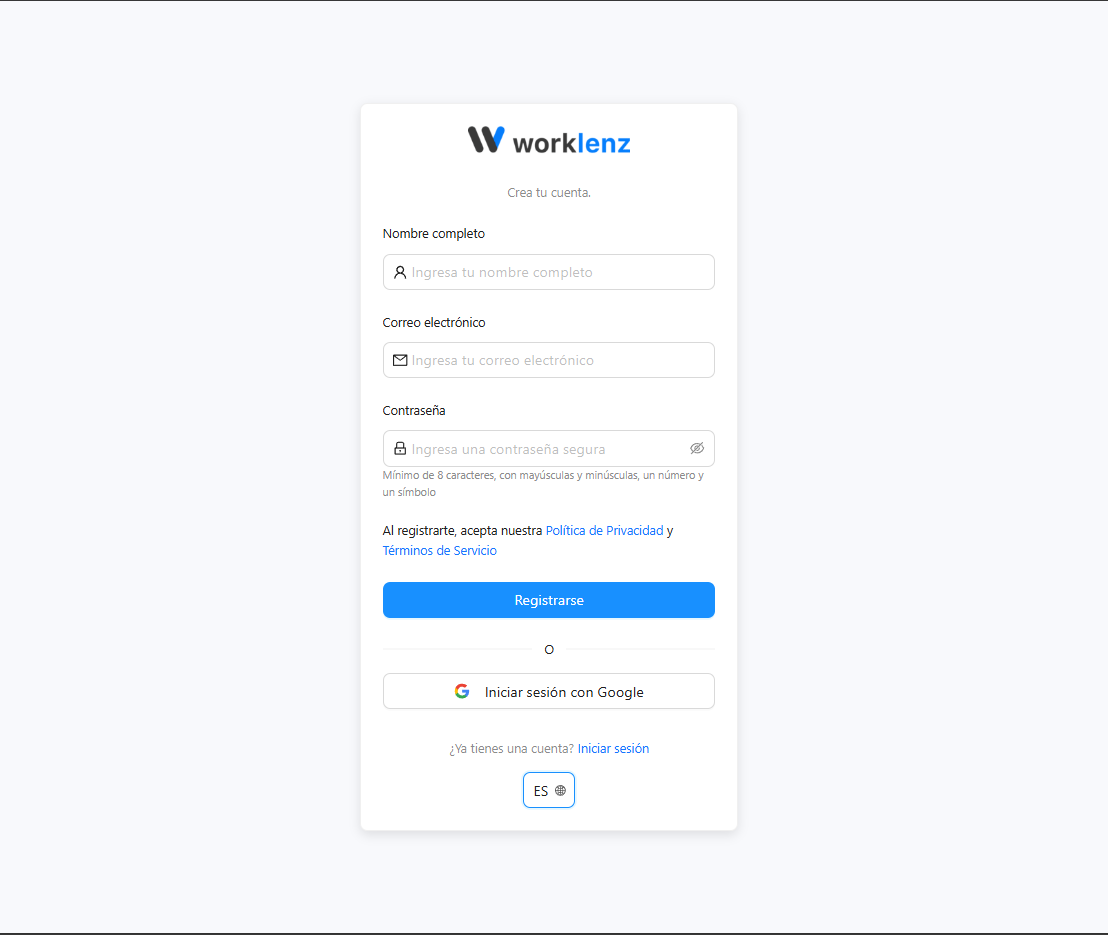 worklenz
Crea tu cuenta.
Nombre completo
Ingresa tu nombre completo
Correo electrónico
Ingresa tu correo electrónico
Contraseña
Ingresa una contraseña segura
Mínimo de 8 caracteres, con mayúsculas y minúsculas, un número y
un símbolo
Al registrarte, acepta nuestra Política de Privacidad y
Términos de Servicio
Registrarse
O
Iniciar sesión con Google
¿Ya tienes una cuenta? Iniciar sesión
ES